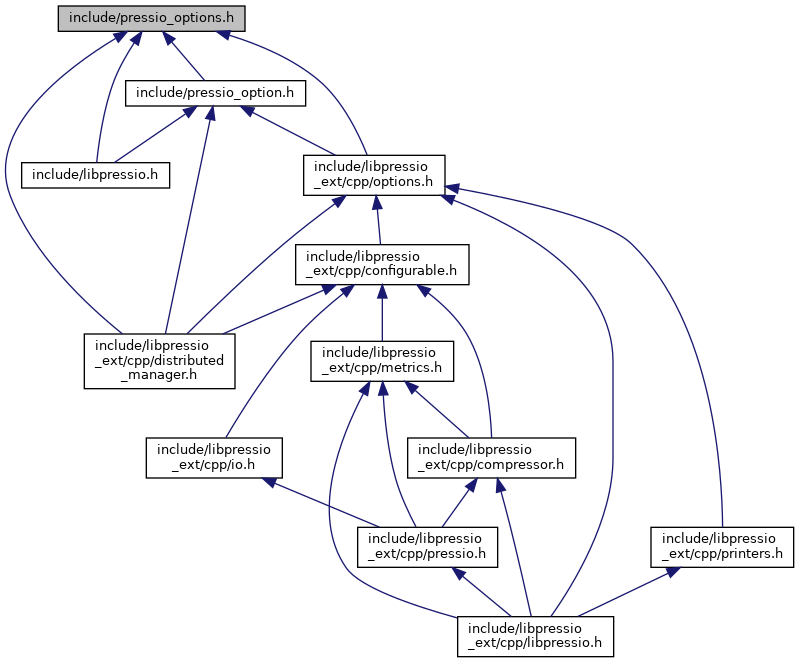 include/pressio_options.h
include/pressio_option.h
include/libpressio.h
include/libpressio
_ext/cpp/options.h
include/libpressio
_ext/cpp/configurable.h
include/libpressio
_ext/cpp/distributed
_manager.h
include/libpressio
_ext/cpp/metrics.h
include/libpressio
_ext/cpp/io.h
include/libpressio
_ext/cpp/compressor.h
include/libpressio
_ext/cpp/pressio.h
include/libpressio
_ext/cpp/printers.h
include/libpressio
_ext/cpp/libpressio.h